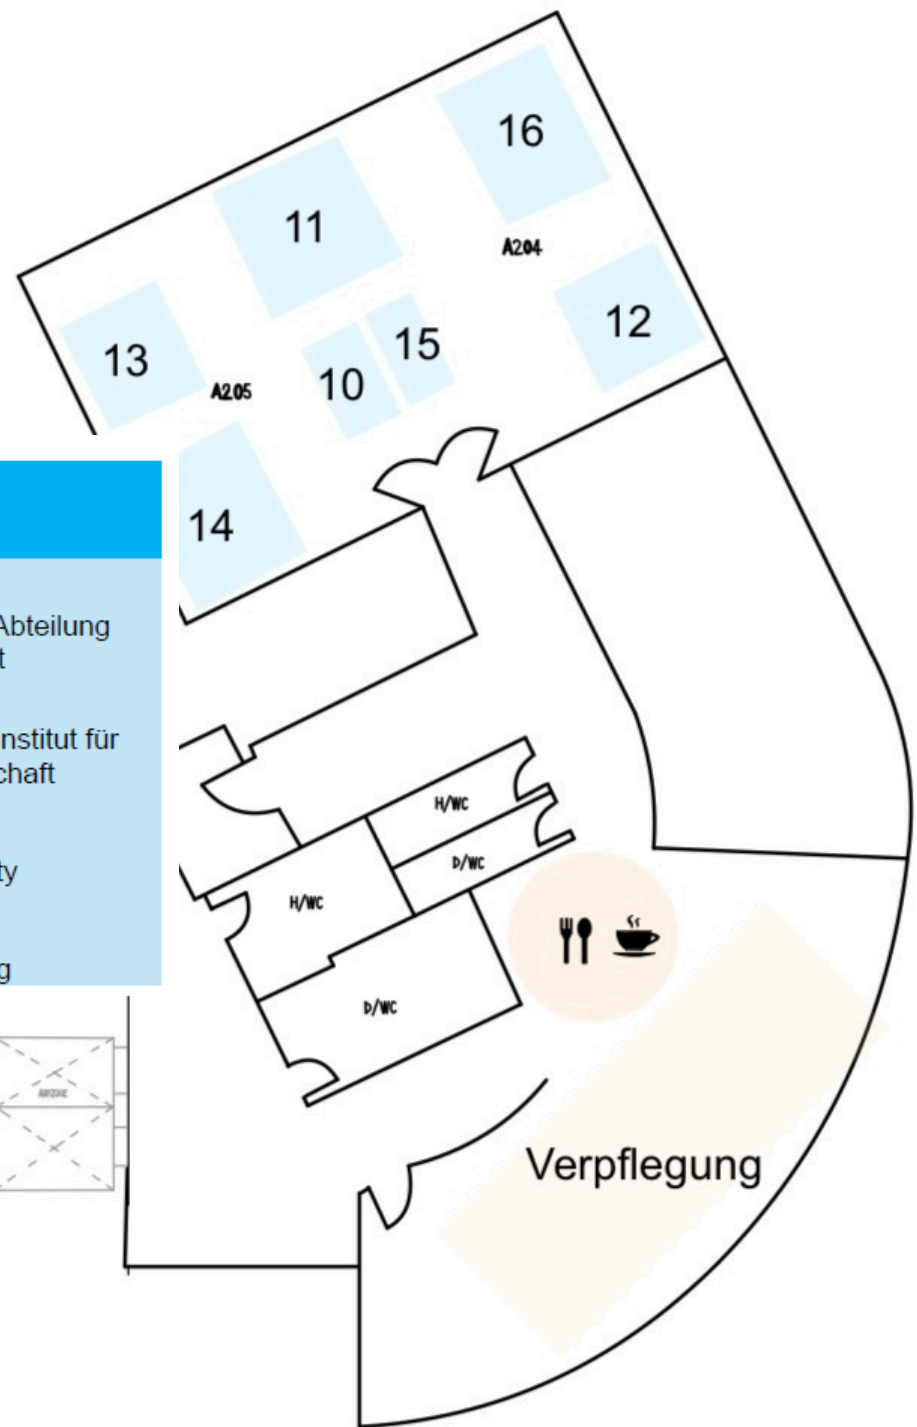 16
11
A204
12
15
13
10
A205
14
Abteilung
t
nstitut für
chaft
ty
g
H/WC
D/WC
H/WC
D/WC
Verpflegung